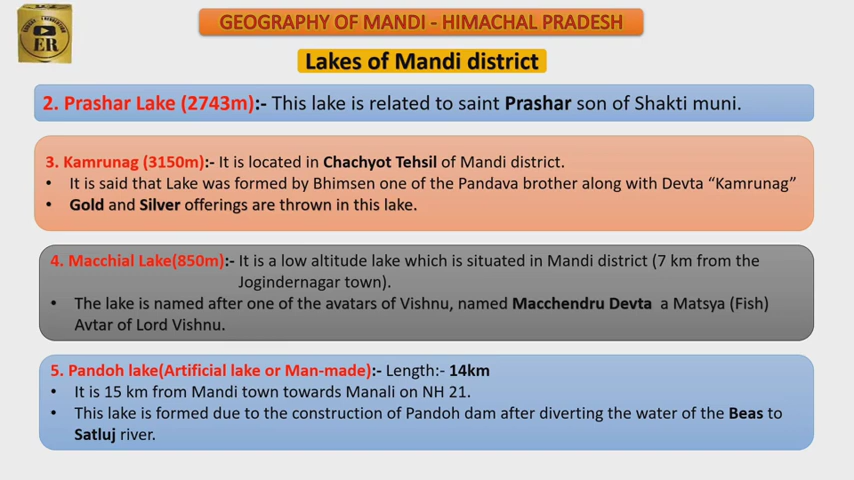 ER
GEOGRAPHY OF MANDI - HIMACHAL PRADESH
Lakes of Mandi district
2. Prashar Lake (2743m):- This lake is related to saint Prashar son of Shakti muni.
3. Kamrunag (3150m):- It is located in Chachyot Tehsil of Mandi district.
• It is said that Lake was formed by Bhimsen one of the Pandava brother along with Devta “Kamrunag”
• Gold and Silver offerings are thrown in this lake.
4. Macchial Lake(850m):- It is a low altitude lake which is situated in Mandi district (7 km from the
Jogindernagar town).
• The lake is named after one of the avatars of Vishnu, named Macchendru Devta a Matsya (Fish)
Avtar of Lord Vishnu.
5. Pandoh lake(Artificial lake or Man-made):- Length:- 14km
• It is 15 km from Mandi town towards Manali on NH 21.
• This lake is formed due to the construction of Pandoh dam after diverting the water of the Beas to
Satluj river.